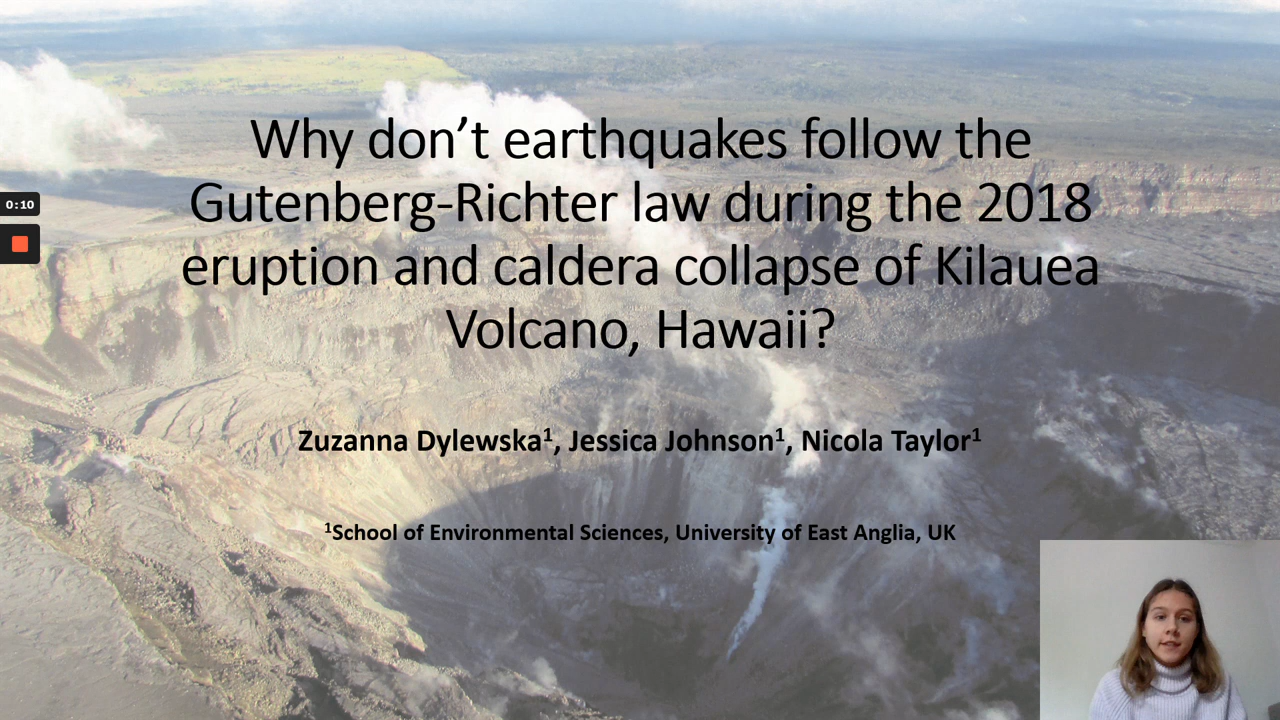 Why don’t earthquakes follow the
Gutenberg-Richter law during the 2018
eruption and caldera collapse of Kilauea
Volcano, Hawaii?
0:10
Zuzanna Dylewska¹, Jessica Johnson¹, Nicola Taylor¹
¹School of Environmental Sciences, University of East Anglia, UK